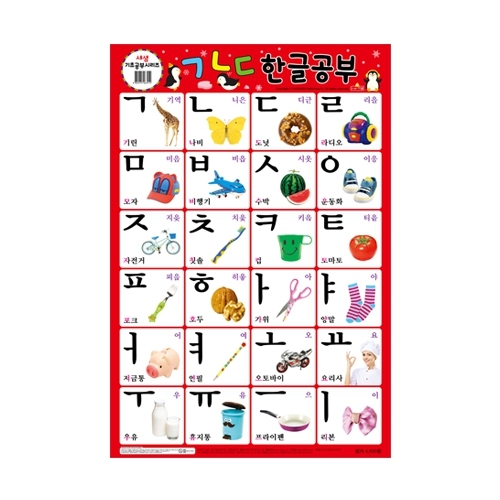 새샘
기초공부시리즈
ㄱㄴㄷ 한글공부
ㄱ 기역
기린
ㄴ 니은
나비
ㄷ 디귿
도넛
ㄹ 리을
라디오
ㅁ 미음
모자
ㅂ 비읍
비행기
ㅅ 시옷
수박
ㅇ 이응
운동화
ㅈ 지읒
자전거
ㅊ 치읓
칫솔
ㅋ 키읔
컵
ㅌ 티읕
토마토
ㅍ 피읖
포크
ㅎ 히읗
호두
ㅏ 아
가위
ㅑ 야
양말
ㅓ 어
저금통
ㅕ 여
연필
ㅗ 오
오토바이
ㅛ 요
요리사
ㅜ 우
우유
ㅠ 유
휴지통
ㅡ 으
프라이팬
ㅣ 이
리본